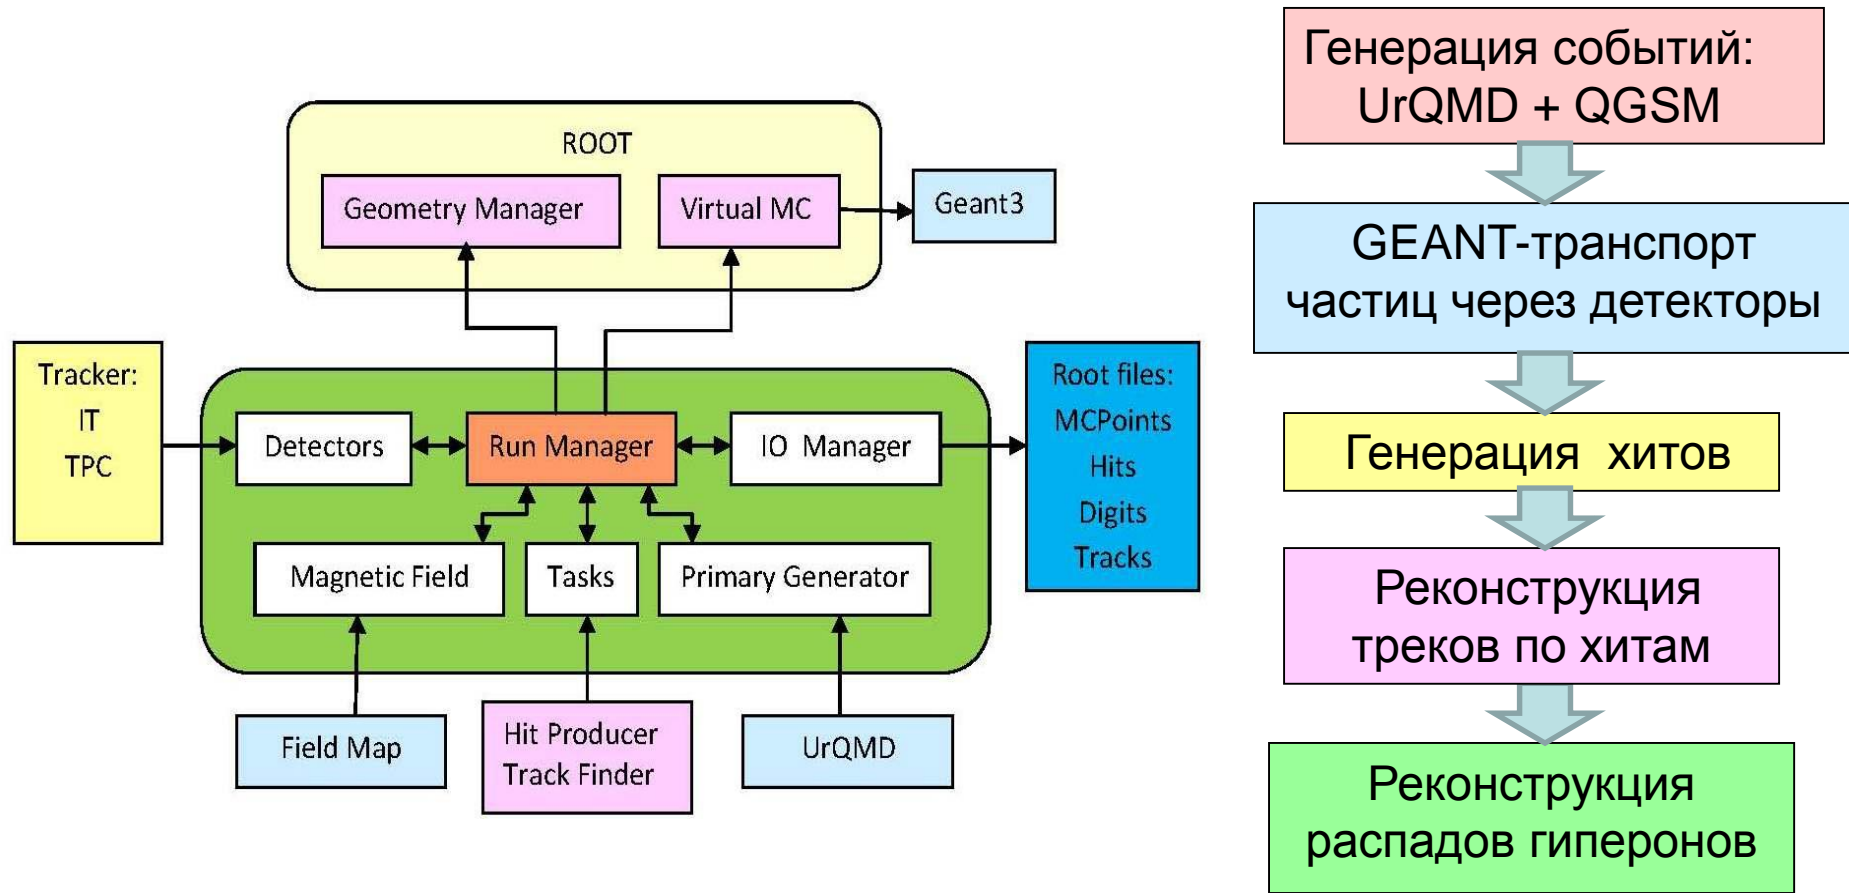 ROOT
Geometry Manager
Virtual MC
Geant3
Tracker:
IT
TPC
Detectors
Run Manager
IO Manager
Root files:
MCPoints
Hits
Digits
Tracks
Magnetic Field
Tasks
Primary Generator
Field Map
Hit Producer
Track Finder
UrQMD
Генерация событий:
UrQMD + QGSM
GEANT-транспорт
частиц через детекторы
Генерация хитов
Реконструкция
треков по хитам
Реконструкция
распадов гиперонов